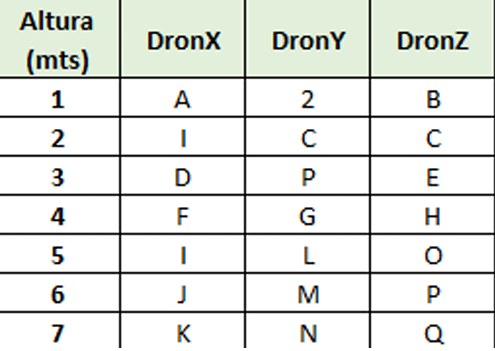 Altura (mts) DronX DronY DronZ
1 A 2 B
2 I C C
3 D P E
4 F G H
5 I L O
6 J M P
7 K N Q